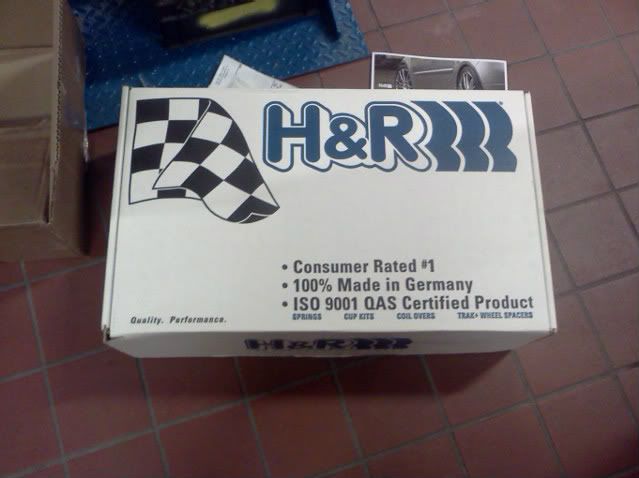 H&R
• Consumer Rated #1
• 100% Made in Germany
• ISO 9001 QAS Certified Product
Quality. Performance.
SPRINGS CUP KITS COIL OVERS TRAK+ WHEEL SPACERS
H&R